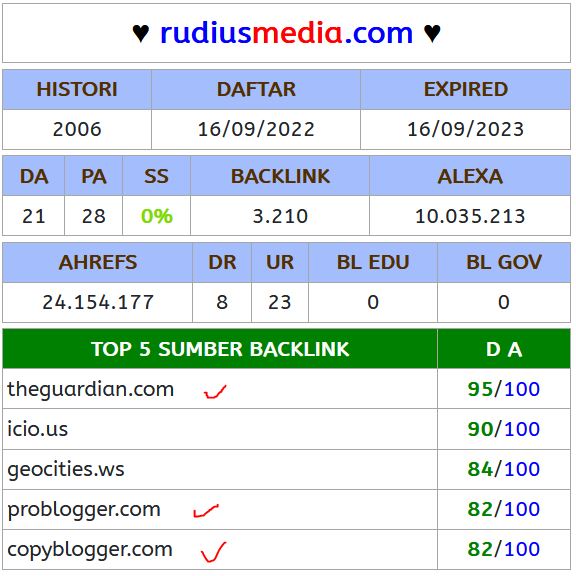 ♥ rudiusmedia.com ♥
HISTORI DAFTAR EXPIRED
2006 16/09/2022 16/09/2023
DA PA SS BACKLINK ALEXA
21 28 0% 3.210 10.035.213
AHREFS DR UR BL EDU BL GOV
24.154.177 8 23 0 0
TOP 5 SUMBER BACKLINK D A
theguardian.com 95/100
icio.us 90/100
geocities.ws 84/100
problogger.com 82/100
copyblogger.com 82/100